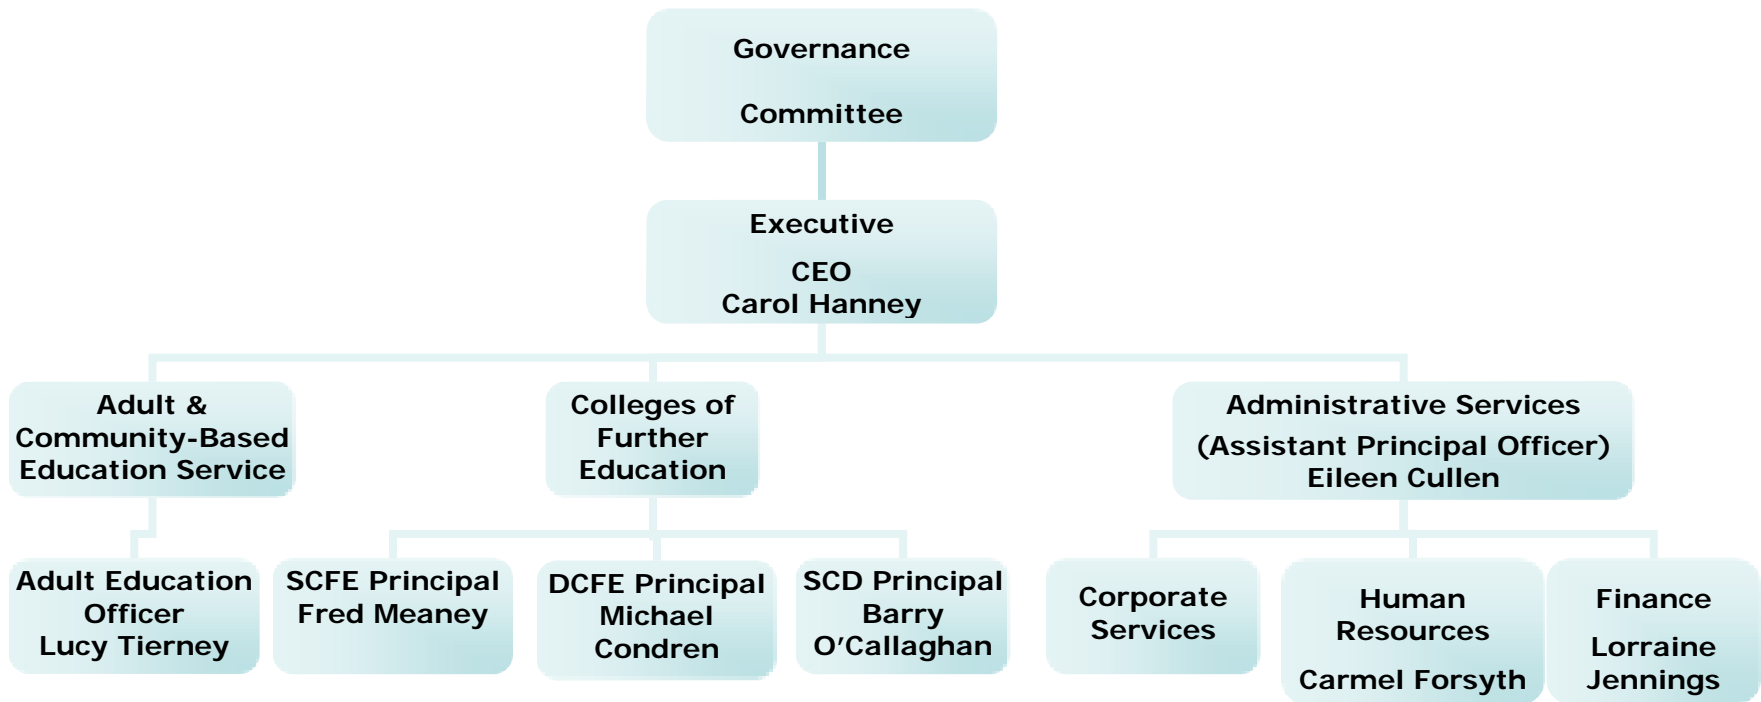 Governance
Committee
Executive
CEO
Carol Hanney
Adult &
Community-Based
Education Service
Colleges of
Further
Education
Administrative Services
(Assistant Principal Officer)
Eileen Cullen
Adult Education
Officer
Lucy Tierney
SCFE Principal
Fred Meaney
DCFE Principal
Michael
Condren
SCD Principal
Barry
O’Callaghan
Corporate
Services
Human
Resources
Carmel Forsyth
Finance
Lorraine
Jennings